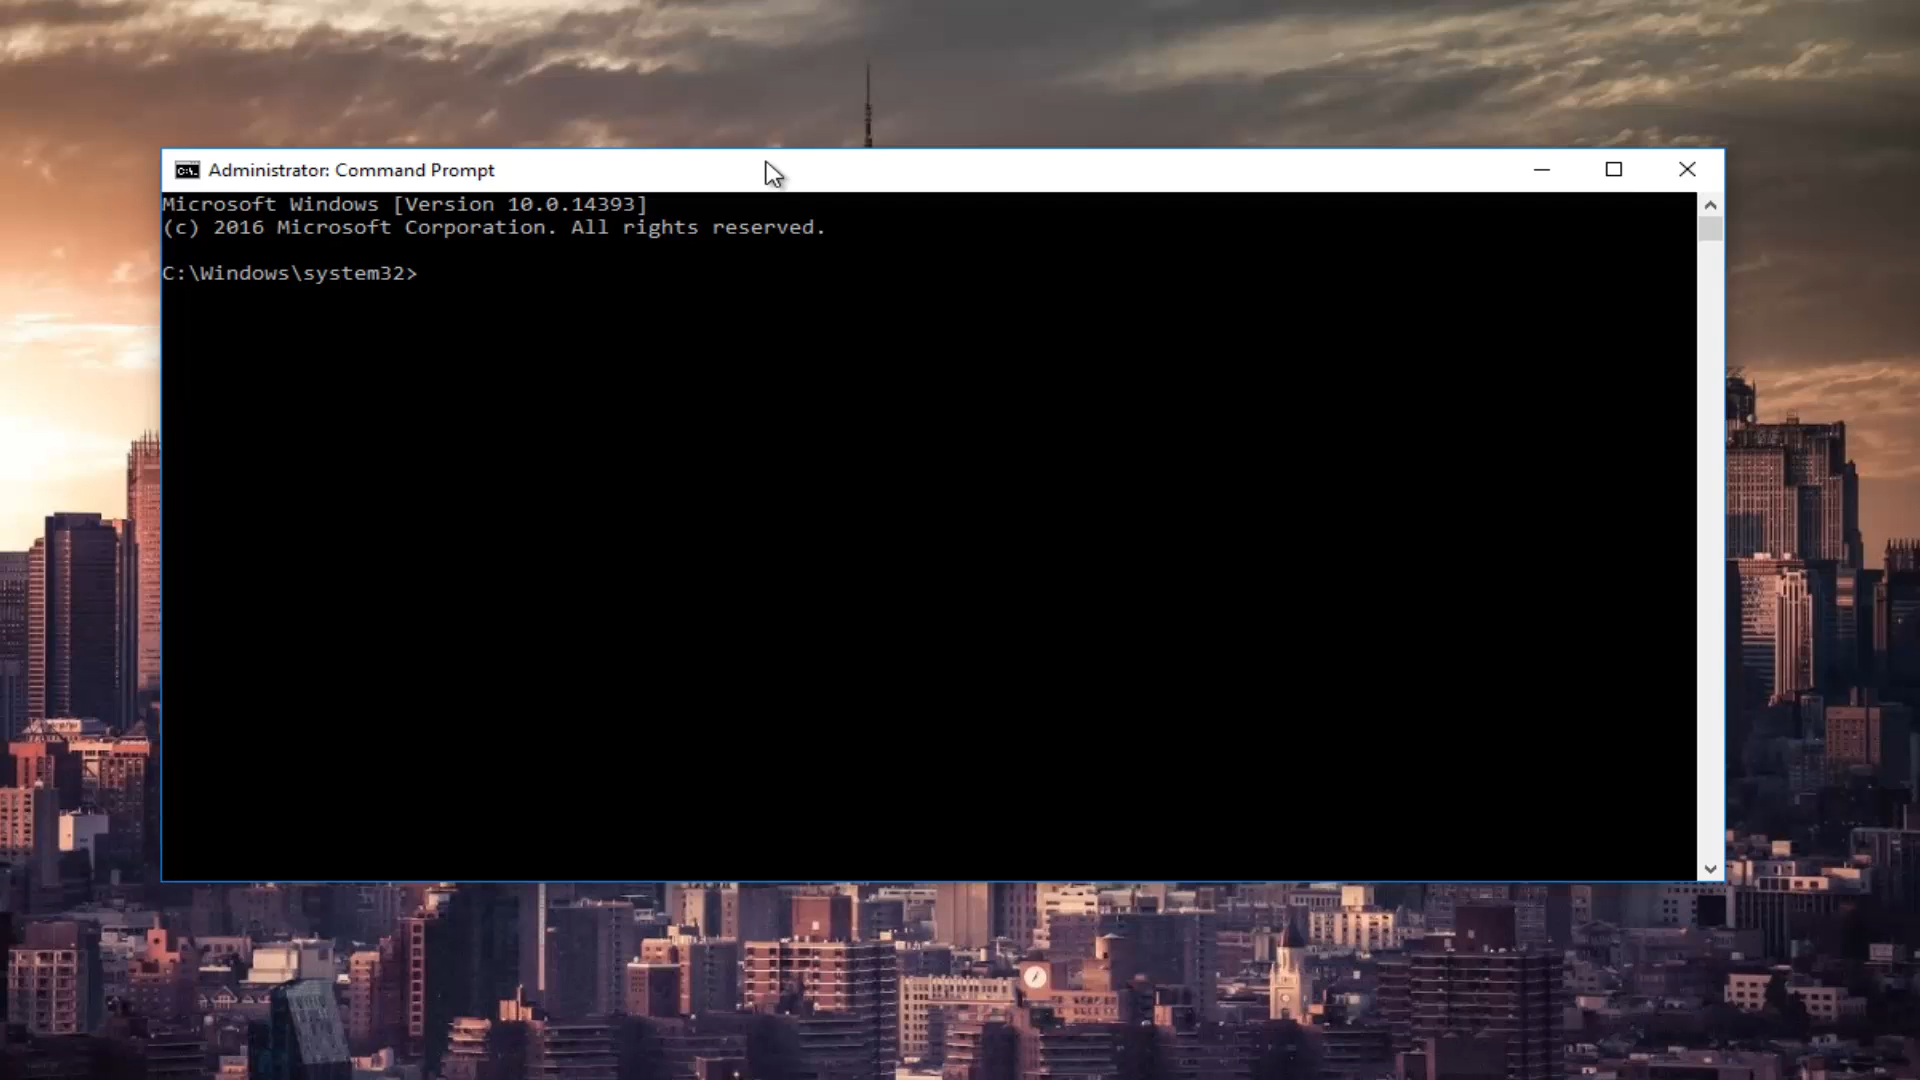 Administrator: Command Prompt
Microsoft Windows [Version 10.0.14393]
(c) 2016 Microsoft Corporation. All rights reserved.
C:\Windows\system32>